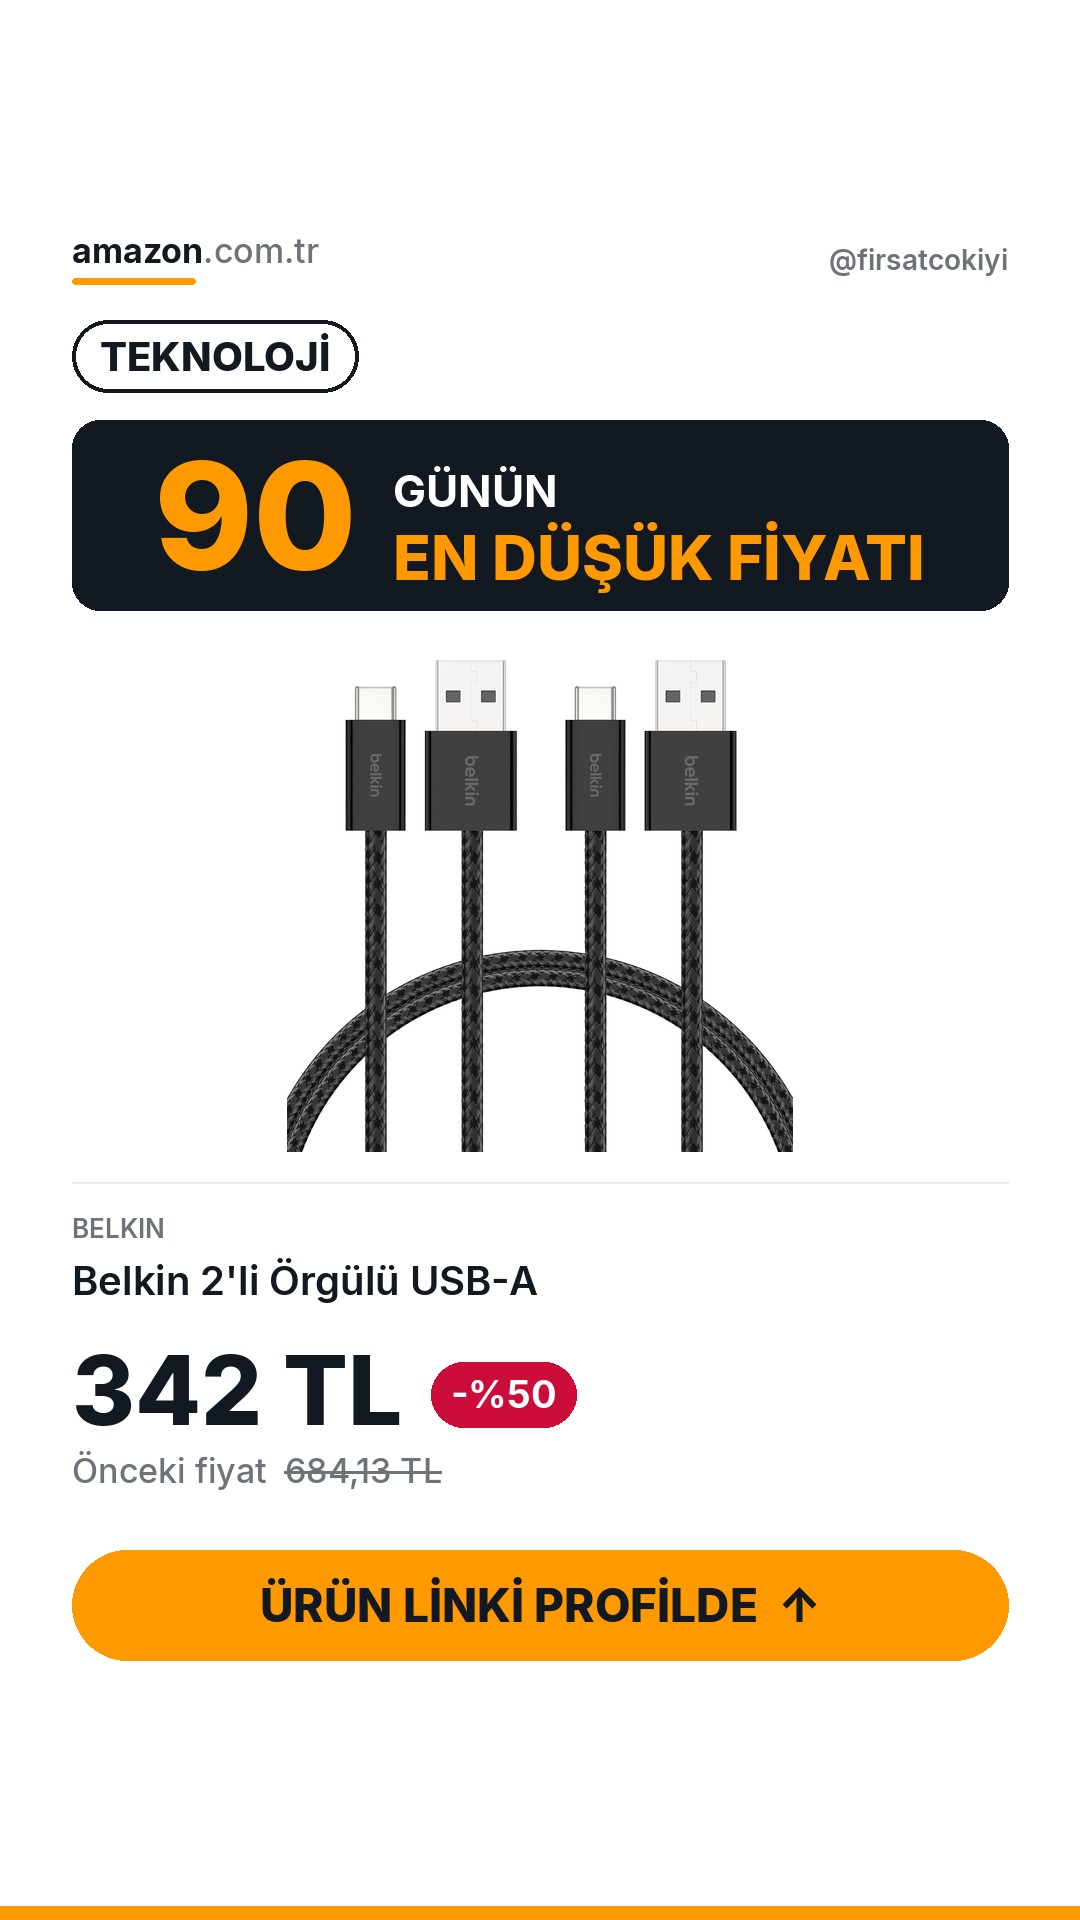 amazon.com.tr
@firsatcokiyi
TEKNOLOJİ
90 GÜNÜN
EN DÜŞÜK FİYATI
belkin belkin belkin belkin
BELKIN
Belkin 2'li Örgülü USB-A
342 TL -%50
Önceki fiyat 684,13 TL
ÜRÜN LİNKİ PROFİLDE ↑